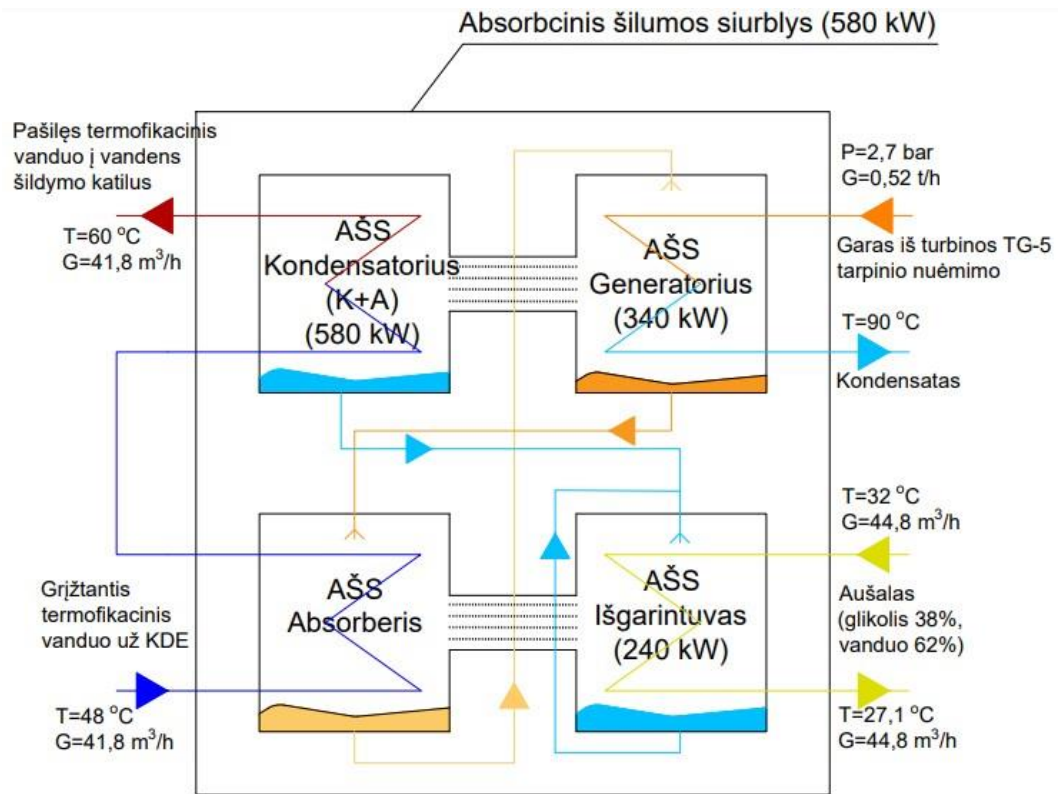 Absorbcinis šilumos siurblys (580 kW)
Pašilęs termofikacinis
vanduo į vandens
šildymo katilus
T=60 °C
G=41,8 m³/h
AŠS
Kondensatorius
(K+A)
(580 kW)
AŠS
Generatorius
(340 kW)
P=2,7 bar
G=0,52 t/h
Garas iš turbinos TG-5
tarpinio nuėmimo
T=90 °C
Kondensatas
Grįžtantis
termofikacinis
vanduo už KDE
T=48 °C
G=41,8 m³/h
AŠS
Absorberis
AŠS
Išgarintuvas
(240 kW)
T=32 °C
G=44,8 m³/h
Aušalas
(glikolis 38%,
vanduo 62%)
T=27,1 °C
G=44,8 m³/h